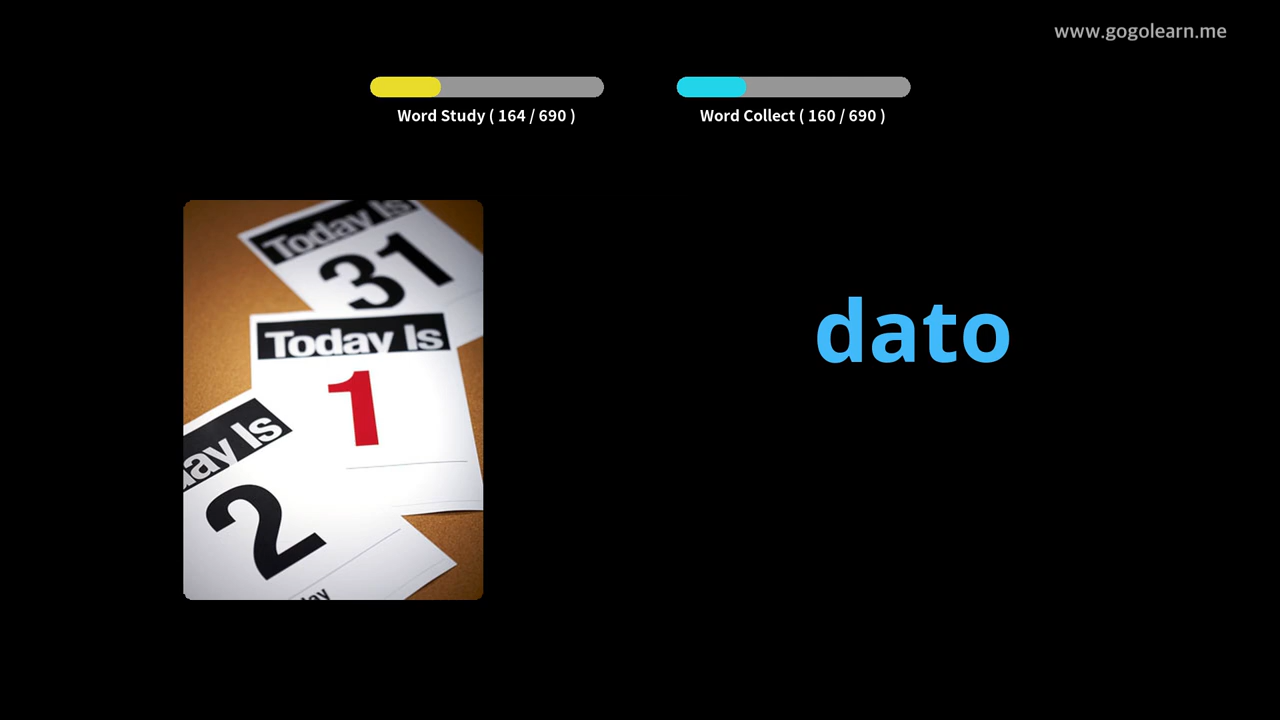 www.gogolearn.me
Word Study ( 164 / 690 )
Word Collect ( 160 / 690 )
Today Is
31
Today Is
1
day Is
2
dato